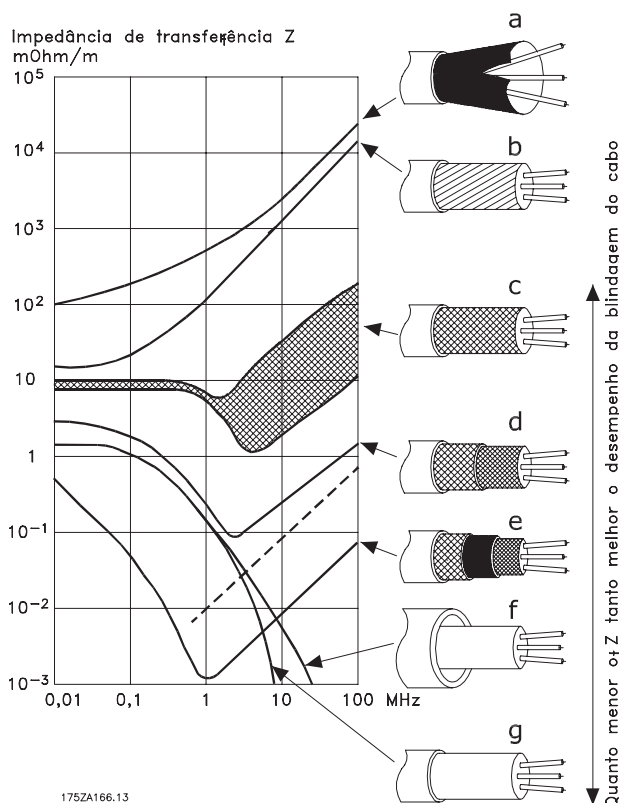 Impedância de transferência Z
mOhm/m
a
10⁵
10⁴
b
10³
10²
c
10
1
d
10⁻¹
e
10⁻²
f
10⁻³
0,01 0,1 1 10 100 MHz
g
175ZA166.13
Quanto menor o Z tanto melhor o desempenho da blindagem do cabo